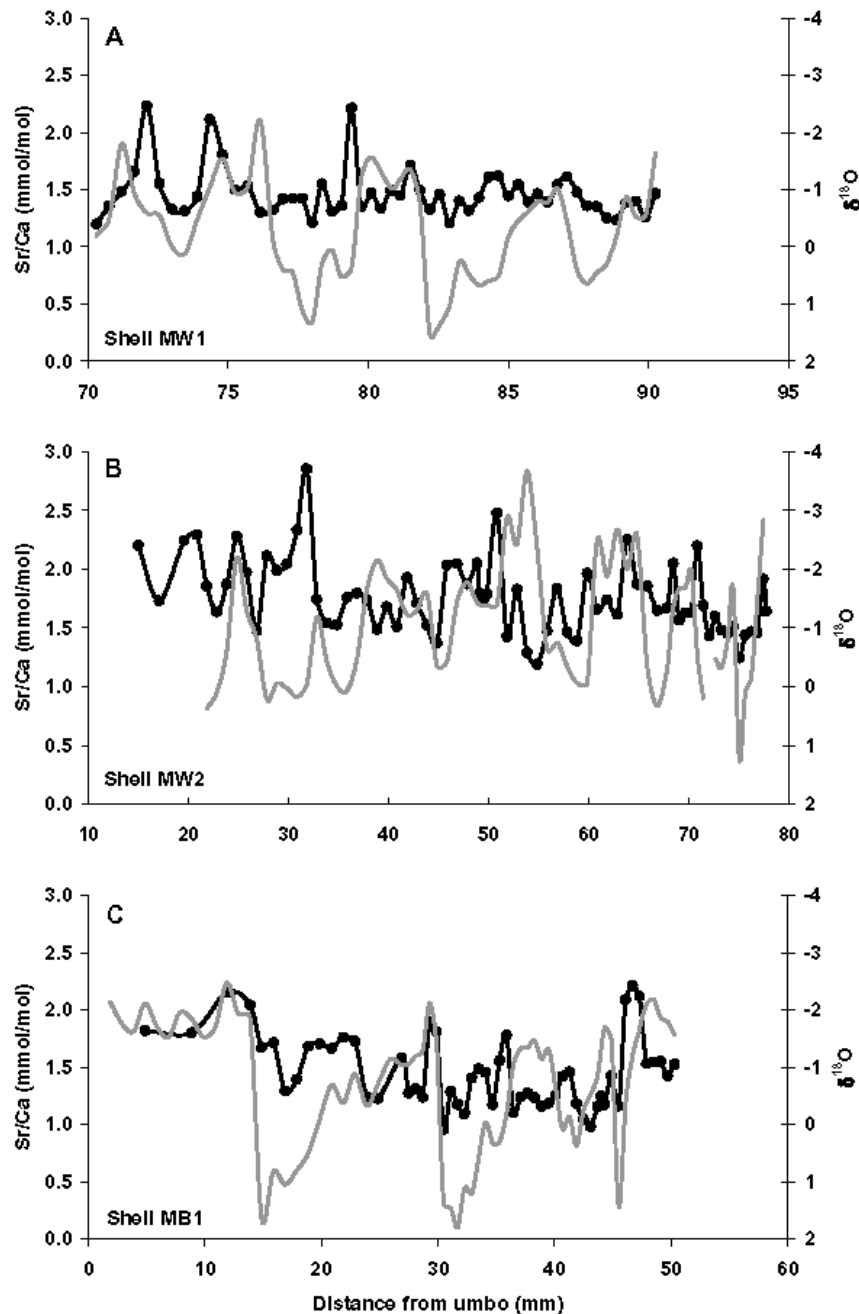 A
3.0
2.5
2.0
1.5
1.0
0.5
0.0
Sr/Ca (mmol/mol)
-4
-3
-2
-1
0
1
2
δ18O
Shell MW1
70 75 80 85 90 95
B
3.0
2.5
2.0
1.5
1.0
0.5
0.0
Sr/Ca (mmol/mol)
-4
-3
-2
-1
0
1
2
δ18O
Shell MW2
10 20 30 40 50 60 70 80
C
3.0
2.5
2.0
1.5
1.0
0.5
0.0
Sr/Ca (mmol/mol)
-4
-3
-2
-1
0
1
2
δ18O
Shell MB1
0 10 20 30 40 50 60
Distance from umbo (mm)